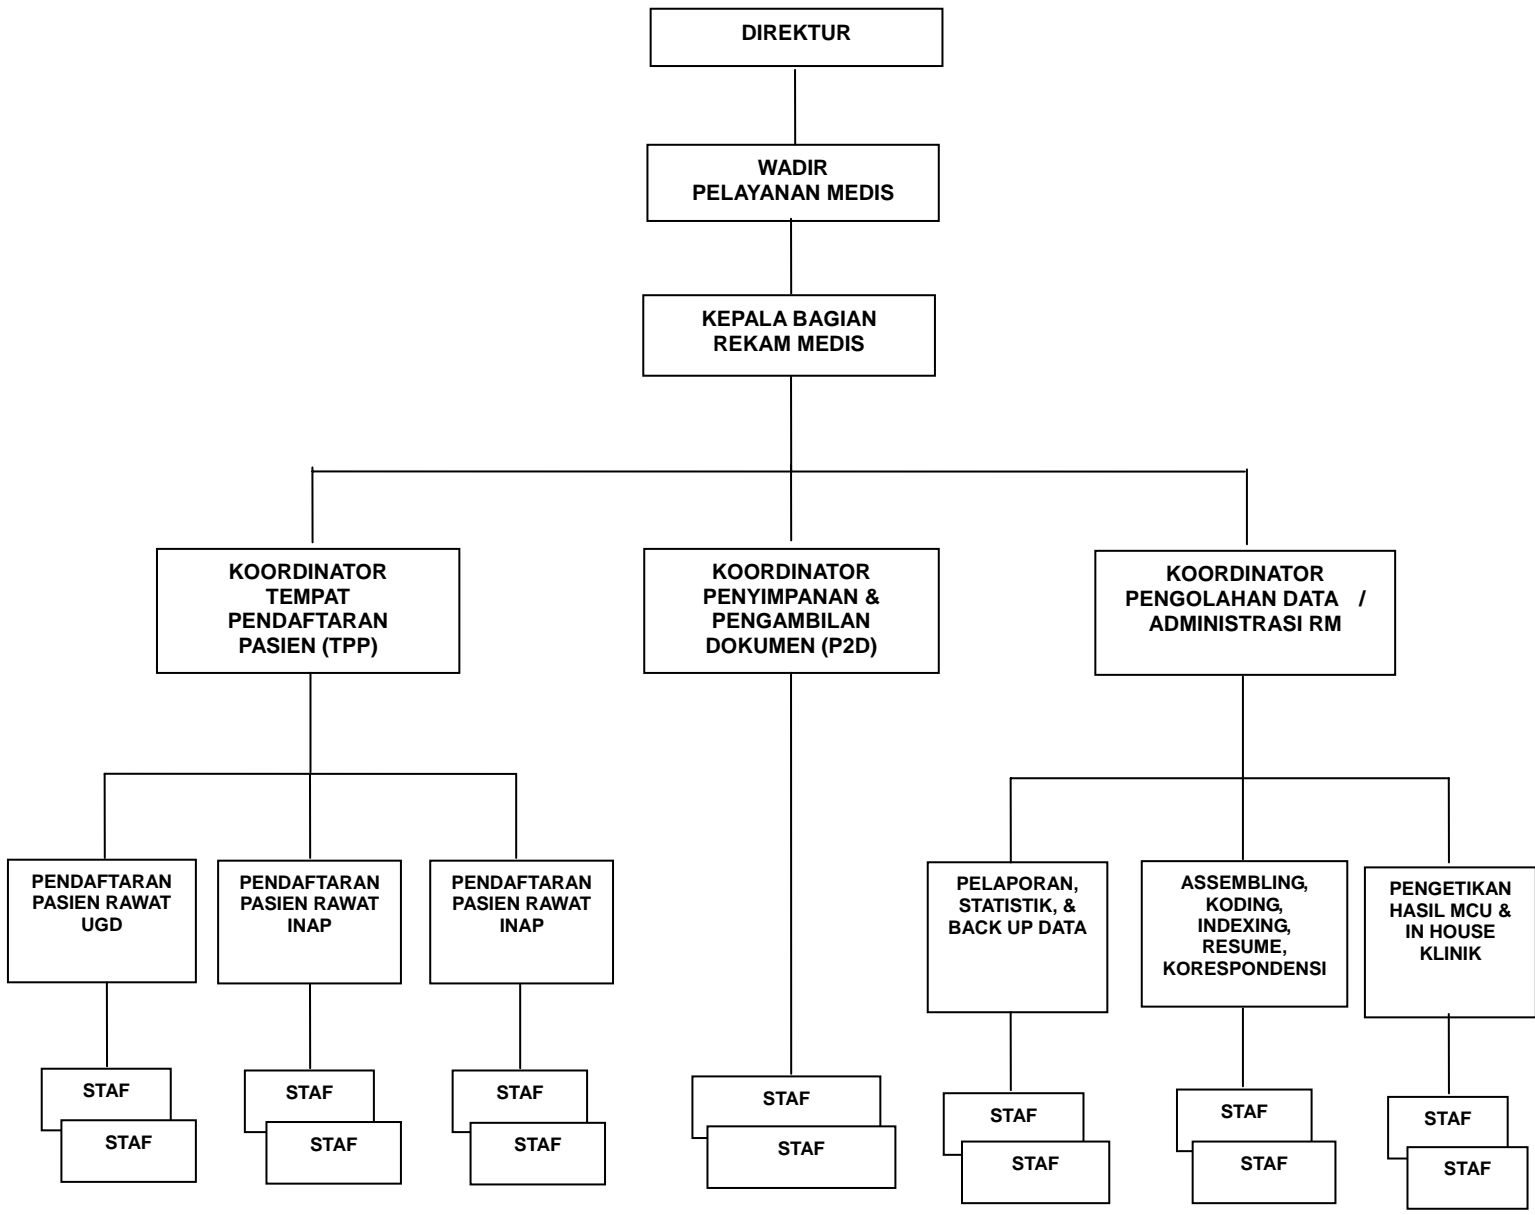 DIREKTUR
WADIR
PELAYANAN MEDIS
KEPALA BAGIAN
REKAM MEDIS
KOORDINATOR
TEMPAT
PENDAFTARAN
PASIEN (TPP)
KOORDINATOR
PENYIMPANAN &
PENGAMBILAN
DOKUMEN (P2D)
KOORDINATOR
PENGOLAHAN DATA /
ADMINISTRASI RM
PENDAFTARAN
PASIEN RAWAT
UGD
PENDAFTARAN
PASIEN RAWAT
INAP
PENDAFTARAN
PASIEN RAWAT
INAP
PELAPORAN,
STATISTIK, &
BACK UP DATA
ASSEMBLING,
KODING,
INDEXING,
RESUME,
KORESPONDENSI
PENGETIKAN
HASIL MCU &
IN HOUSE
KLINIK
STAF
STAF
STAF
STAF
STAF
STAF
STAF
STAF
STAF
STAF
STAF
STAF
STAF
STAF